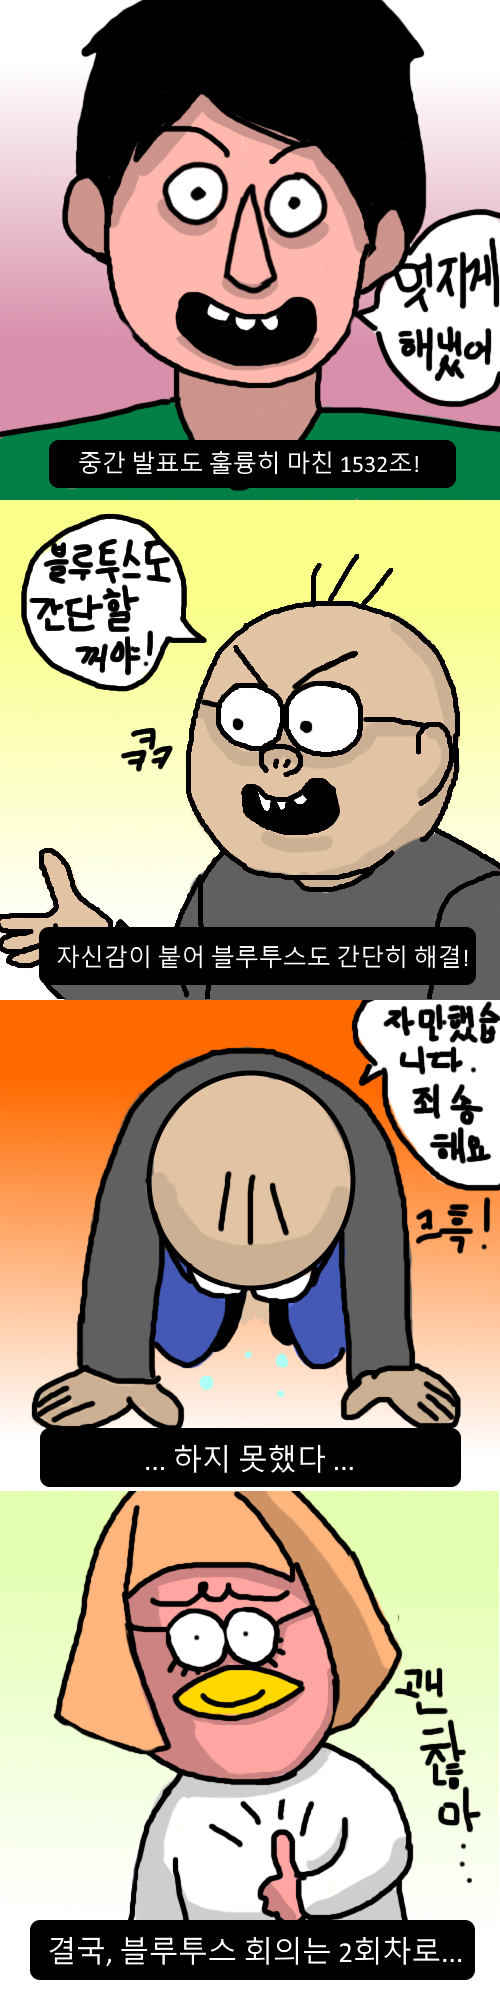 멋지게
해냈어
중간 발표도 훌륭히 마친 1532조!
블루투스도
간단할
꺼야!
큭큭
자신감이 붙어 블루투스도 간단히 해결!
자만했습
니다.
죄송
해요
크흑!
... 하지 못했다 ...
괜찮아...
결국, 블루투스 회의는 2회차로...